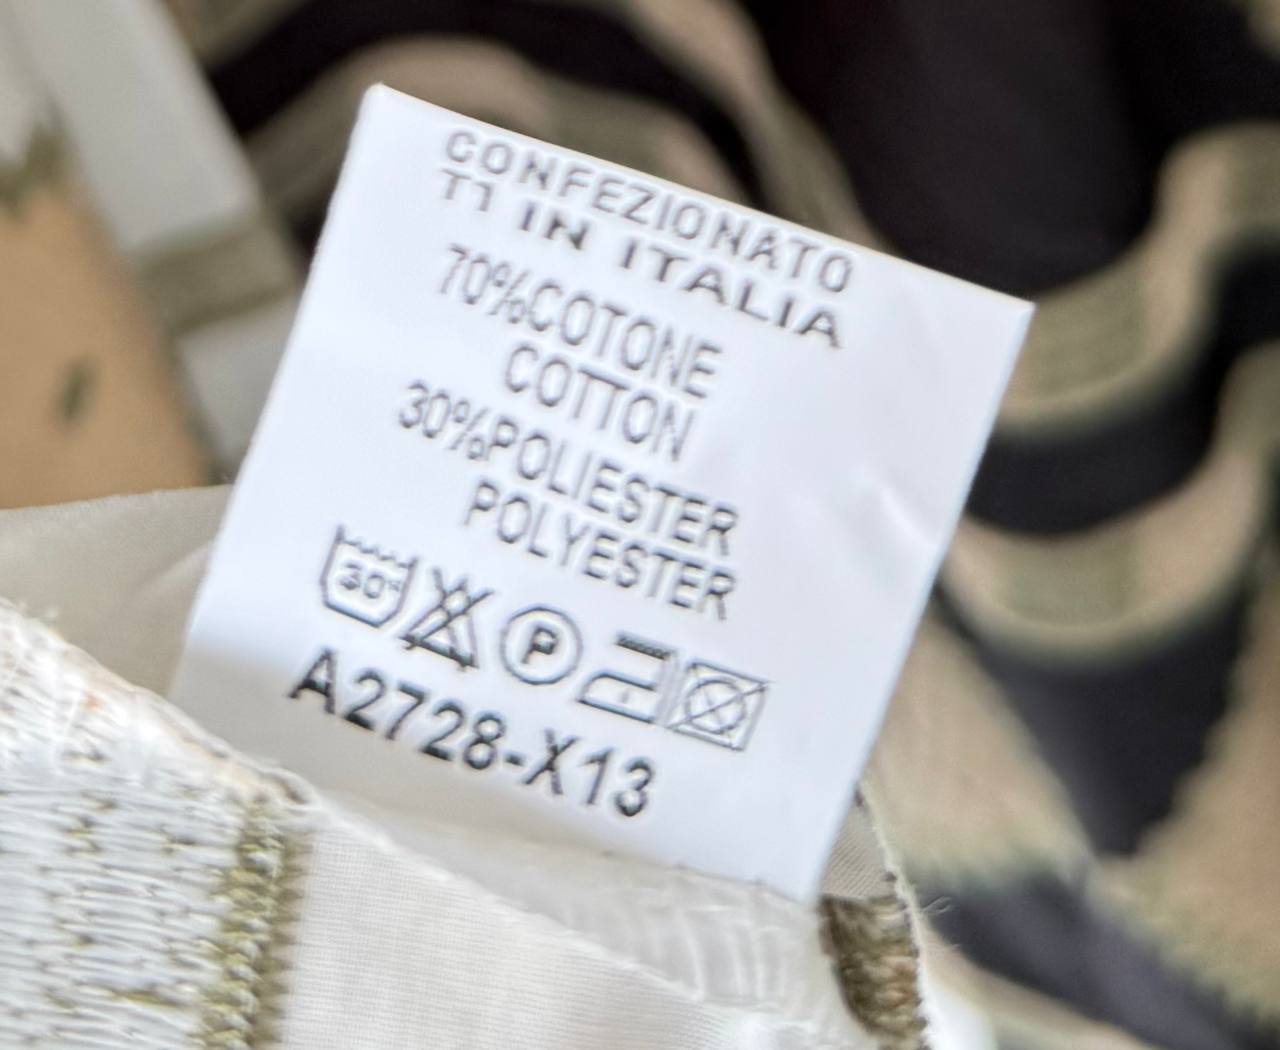 CONFEZIONATO
T1 IN ITALIA
70%COTONE
COTTON
30%POLIESTER
POLYESTER
30° P
A2728-X13